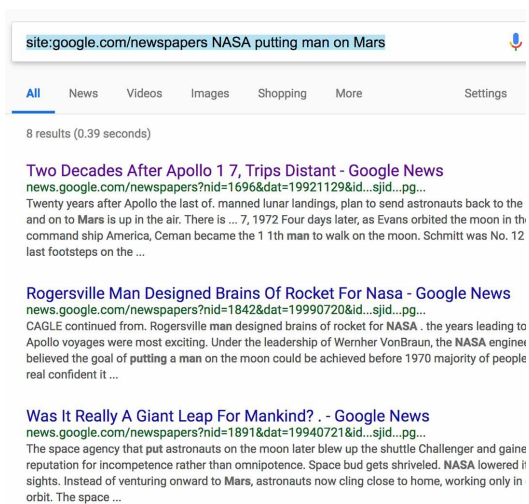 site:google.com/newspapers NASA putting man on Mars
All News Videos Images Shopping More Settings
8 results (0.39 seconds)
Two Decades After Apollo 1 7, Trips Distant - Google News
news.google.com/newspapers?nid=1696&dat=19921129&id...sjid...pg...
Twenty years after Apollo the last of. manned lunar landings, plan to send astronauts back to the
and on to Mars is up in the air. There is ... 7, 1972 Four days later, as Evans orbited the moon in the
command ship America, Ceman became the 1 1th man to walk on the moon. Schmitt was No. 12
last footsteps on the ...
Rogersville Man Designed Brains Of Rocket For Nasa - Google News
news.google.com/newspapers?nid=1842&dat=19990720&id...sjid...pg...
CAGLE continued from. Rogersville man designed brains of rocket for NASA . the years leading to
Apollo voyages were most exciting. Under the leadership of Wernher VonBraun, the NASA enginee
believed the goal of putting a man on the moon could be achieved before 1970 majority of people
real confident it ...
Was It Really A Giant Leap For Mankind? . - Google News
news.google.com/newspapers?nid=1891&dat=19940721&id...sjid...pg...
The space agency that put astronauts on the moon later blew up the shuttle Challenger and gaine
reputation for incompetence rather than omnipotence. Space bud gets shriveled. NASA lowered it
sights. Instead of venturing onward to Mars, astronauts now cling close to home, working only in
orbit. The space ...